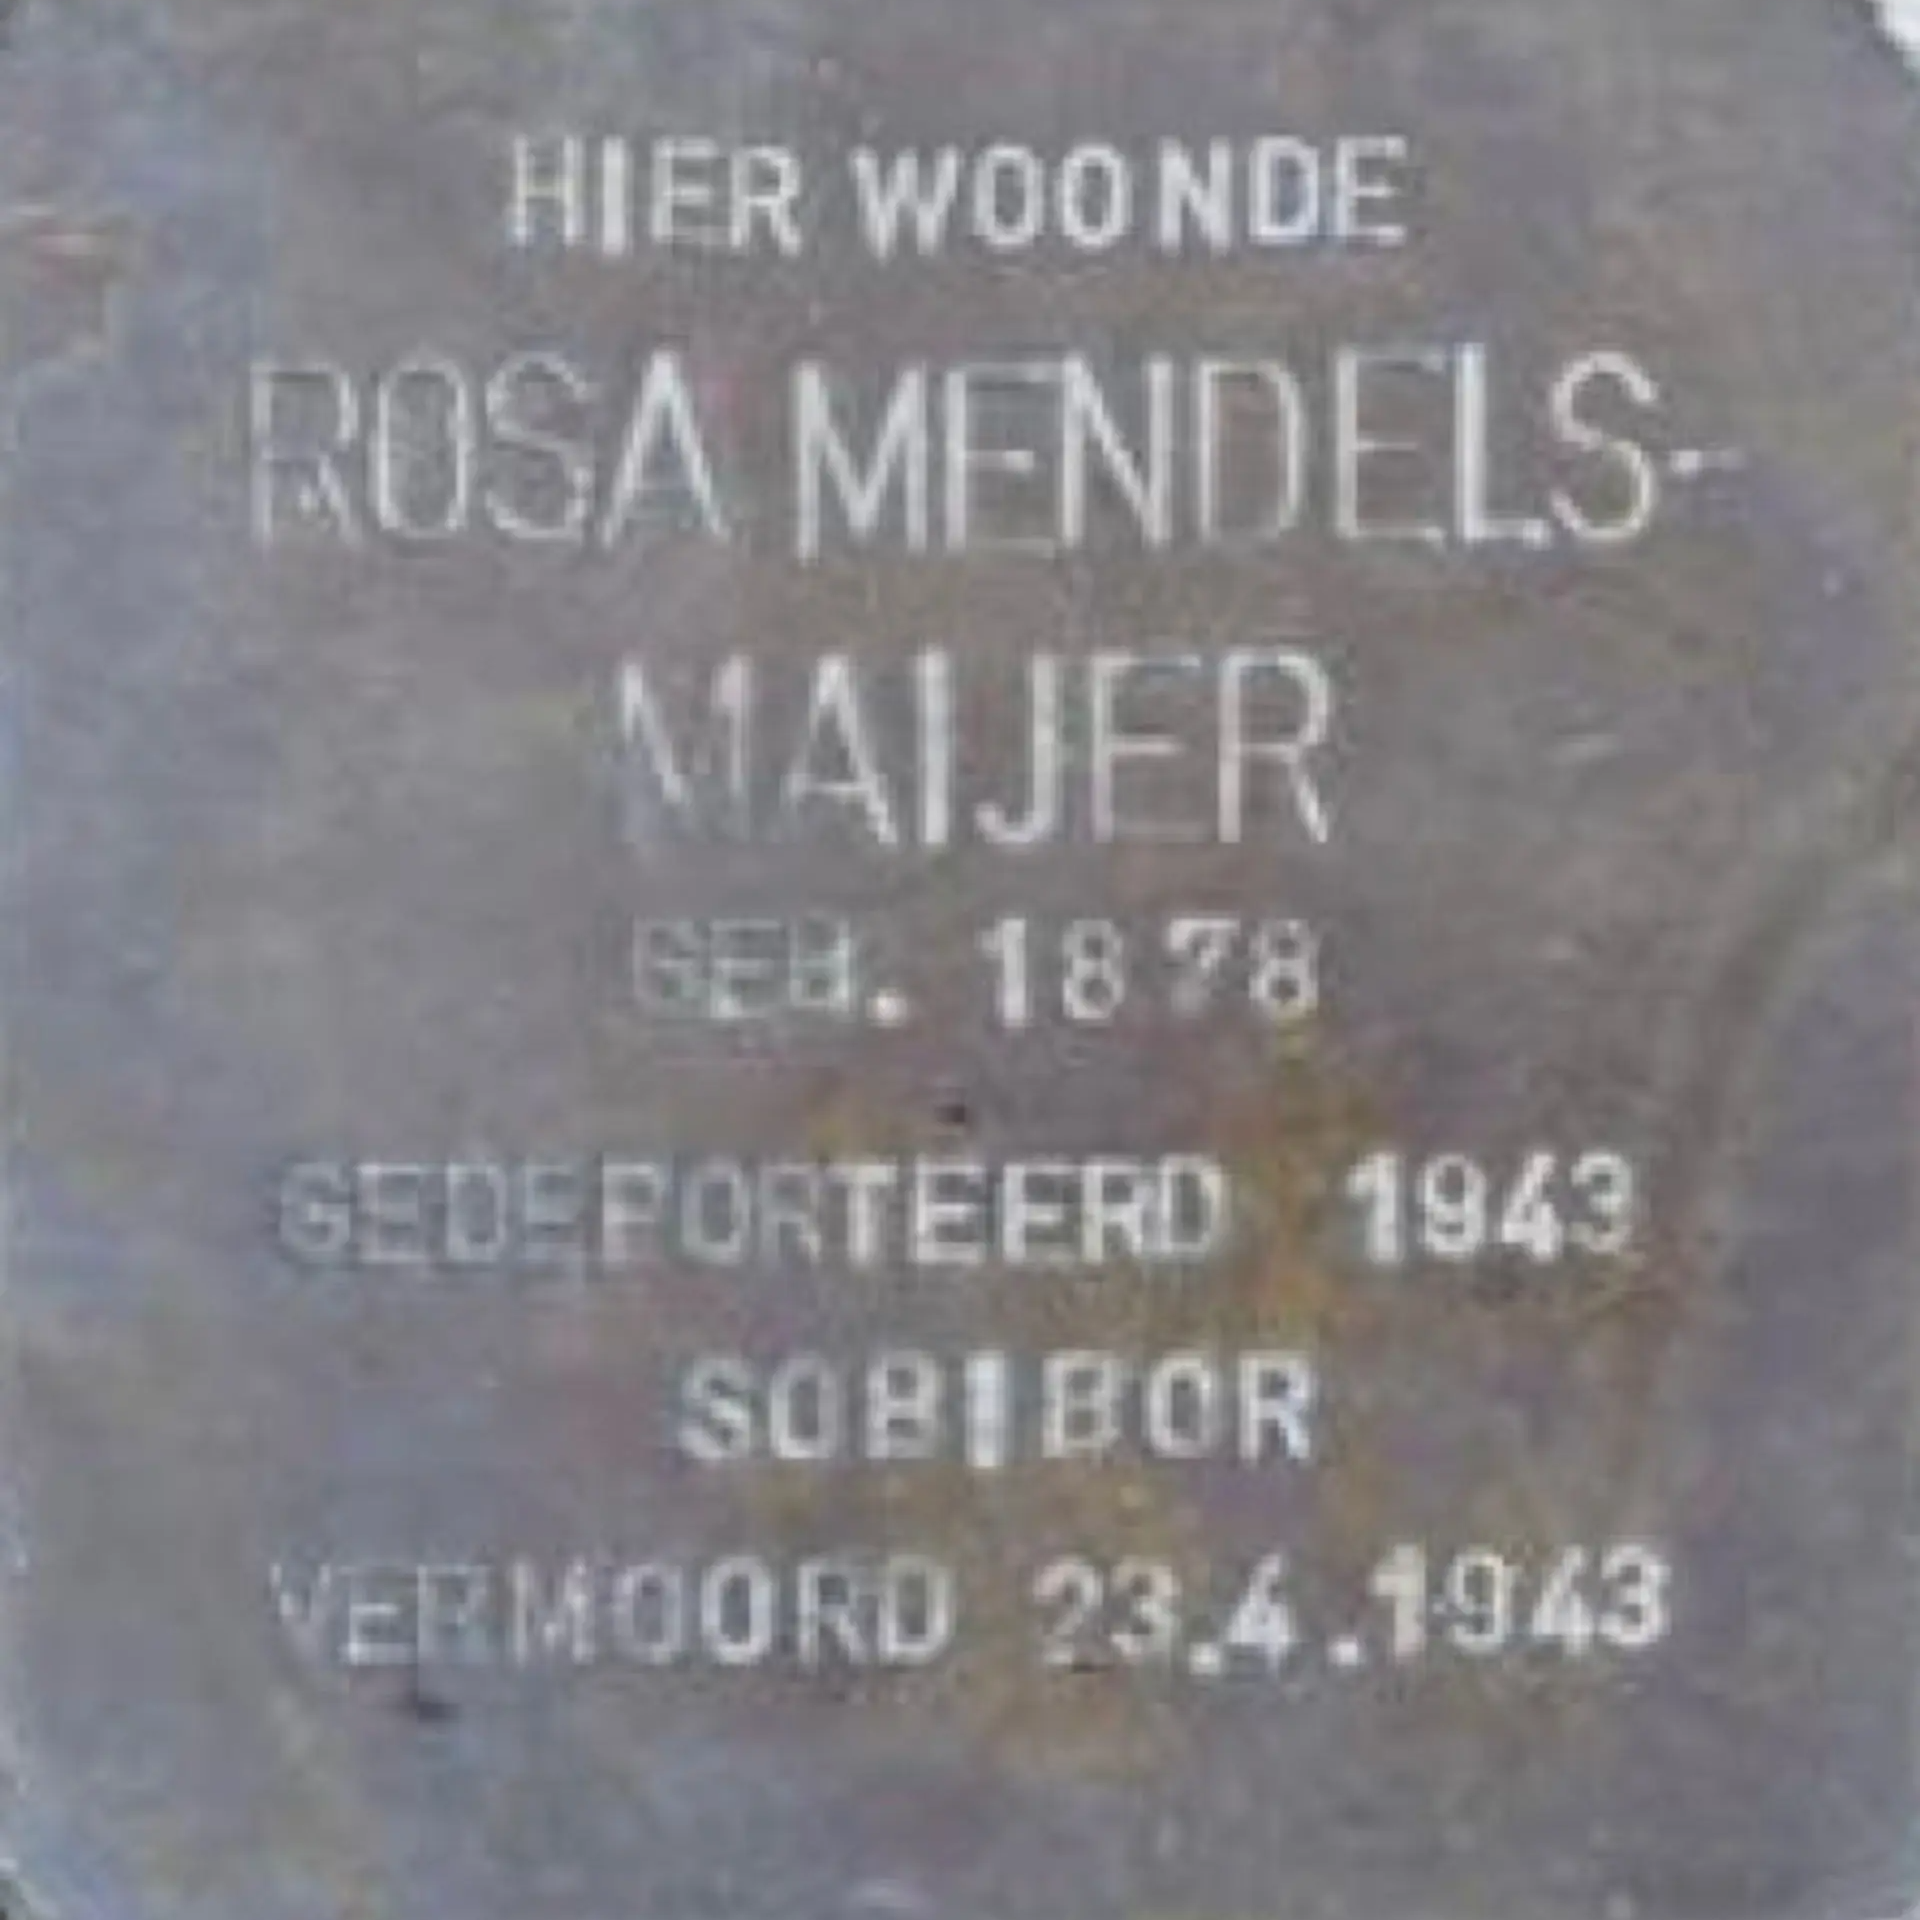 HIER WOONDE
ROSA MENDELS-
MAIJER
GEB. 1878
GEDEPORTEERD 1943
SOBIBOR
VERMOORD 23.4.1943